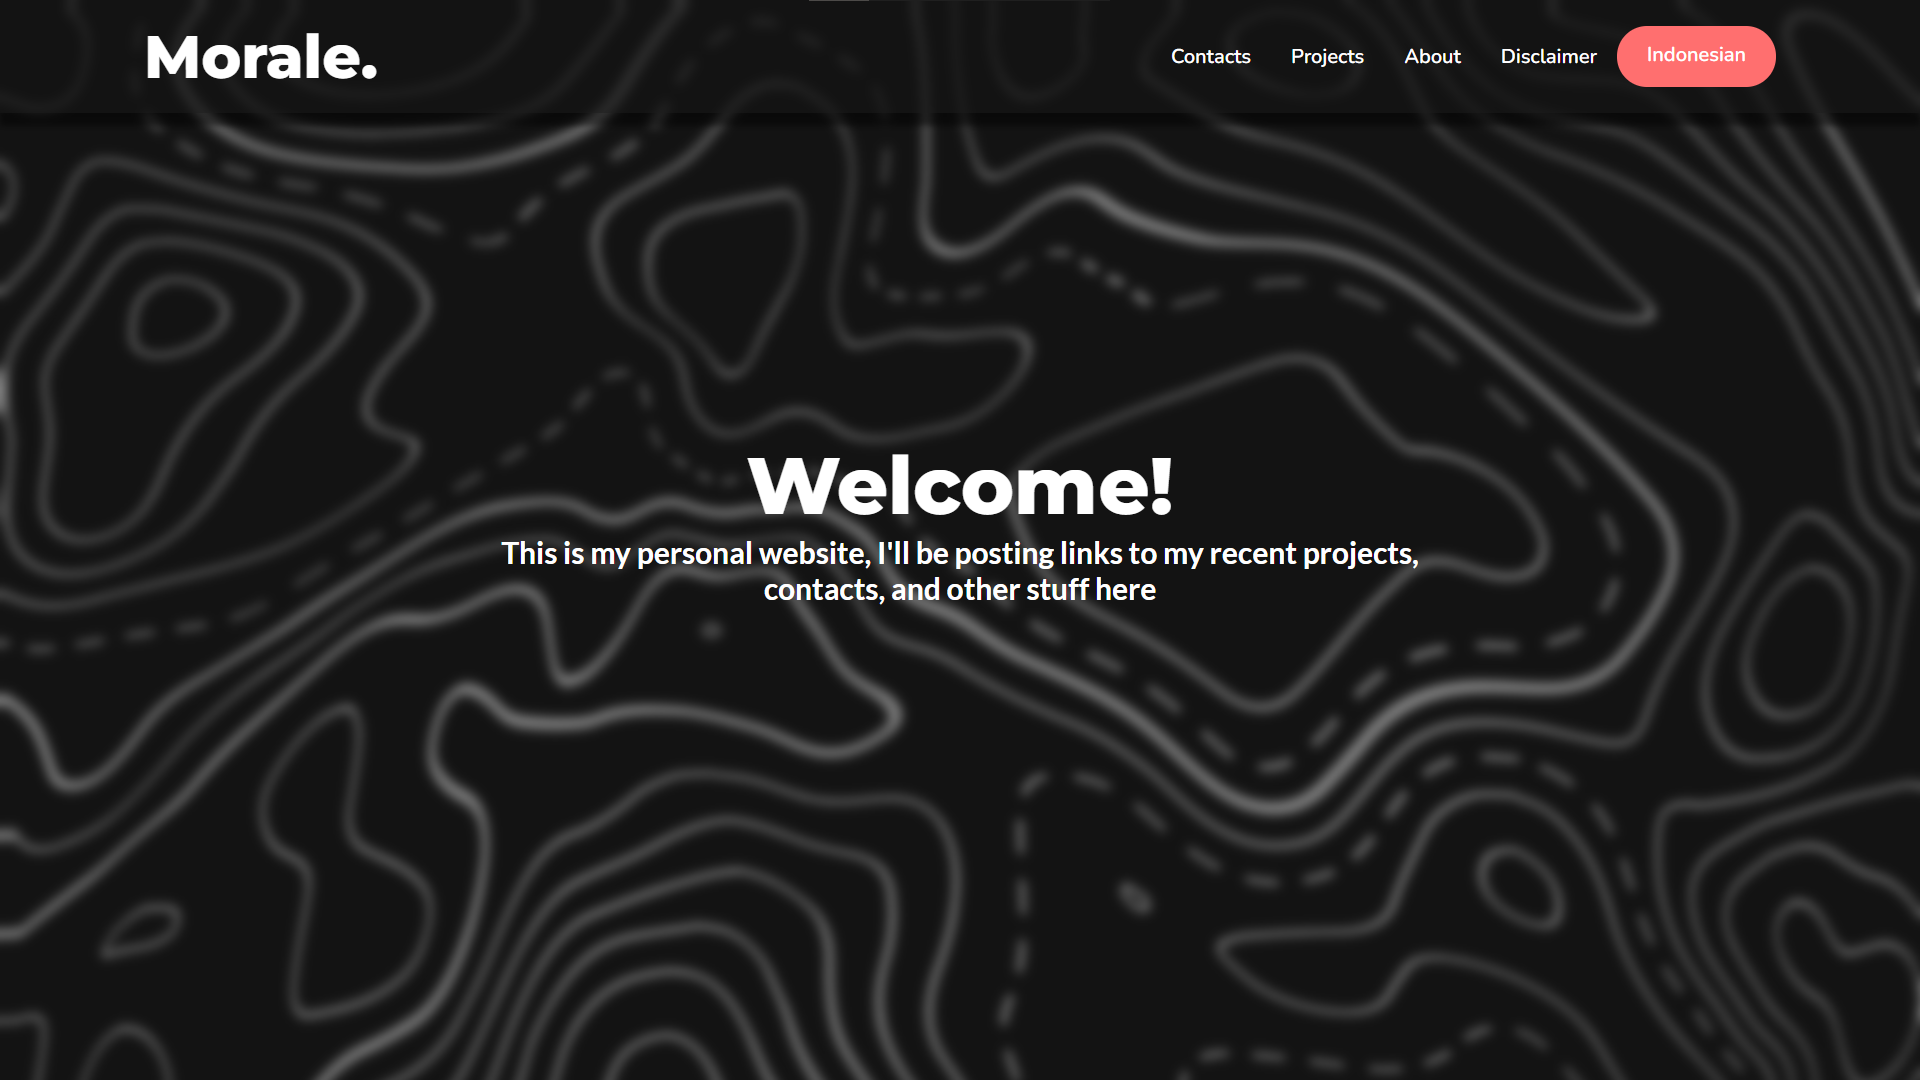 Morale.
Contacts Projects About Disclaimer Indonesian
Welcome!
This is my personal website, I'll be posting links to my recent projects,
contacts, and other stuff here